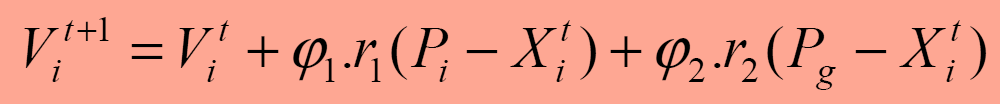 V_i^{t+1} = V_i^t + φ_1.r_1(P_i − X_i^t) + φ_2.r_2(P_g − X_i^t)